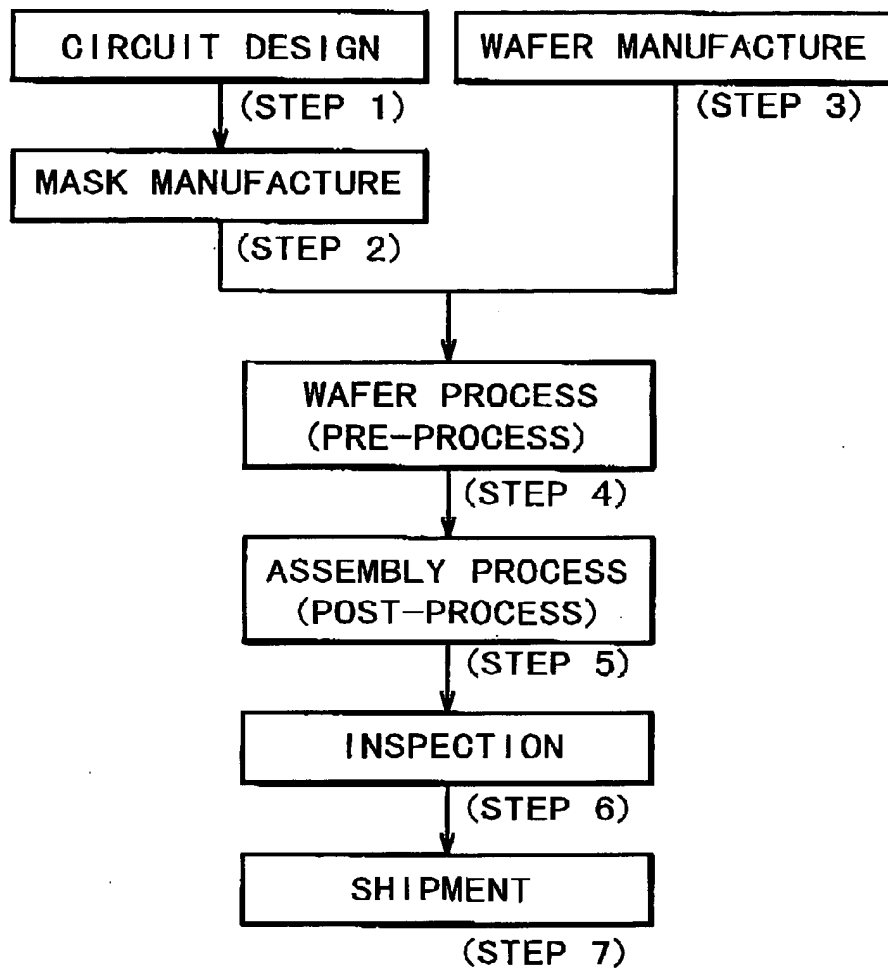 CIRCUIT DESIGN
(STEP 1)
WAFER MANUFACTURE
(STEP 3)
MASK MANUFACTURE
(STEP 2)
WAFER PROCESS
(PRE-PROCESS)
(STEP 4)
ASSEMBLY PROCESS
(POST-PROCESS)
(STEP 5)
INSPECTION
(STEP 6)
SHIPMENT
(STEP 7)